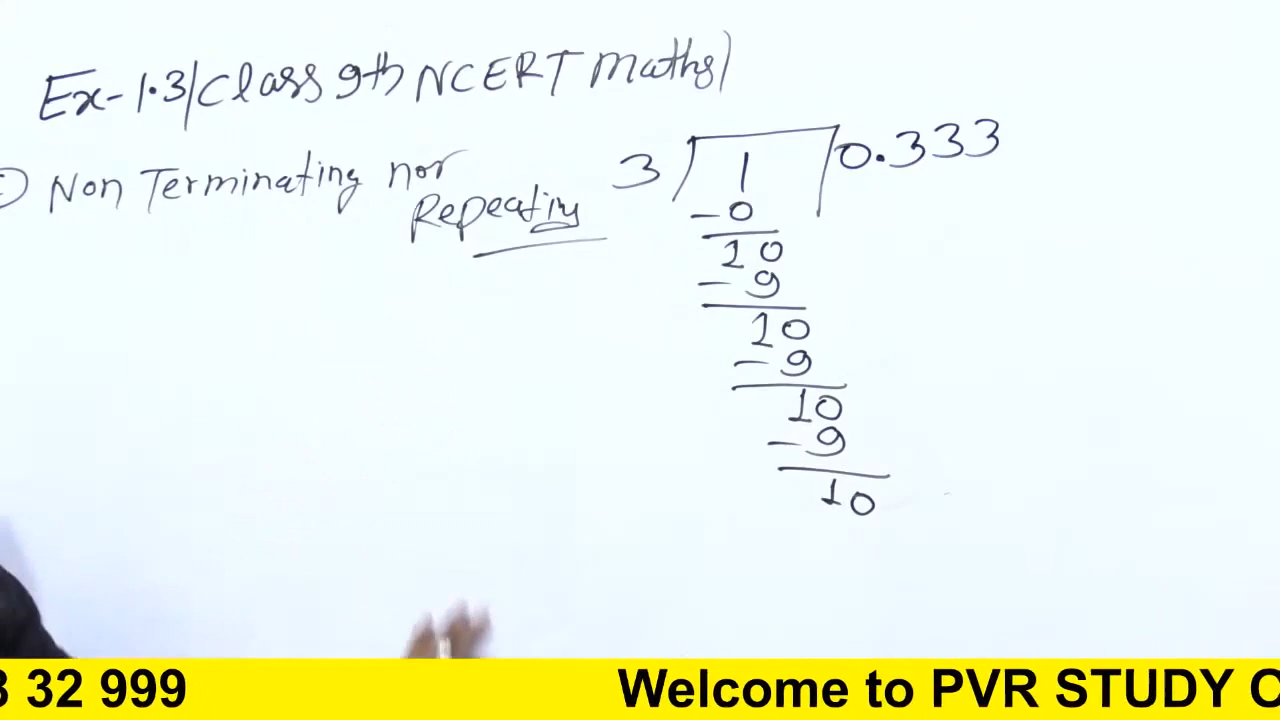 Ex-1.3/Class 9th NCERT Maths)
Non Terminating nor
Repeating
3 1 0.333
-0
10
-9
10
-9
10
-9
10
3 32 999 Welcome to PVR STUDY